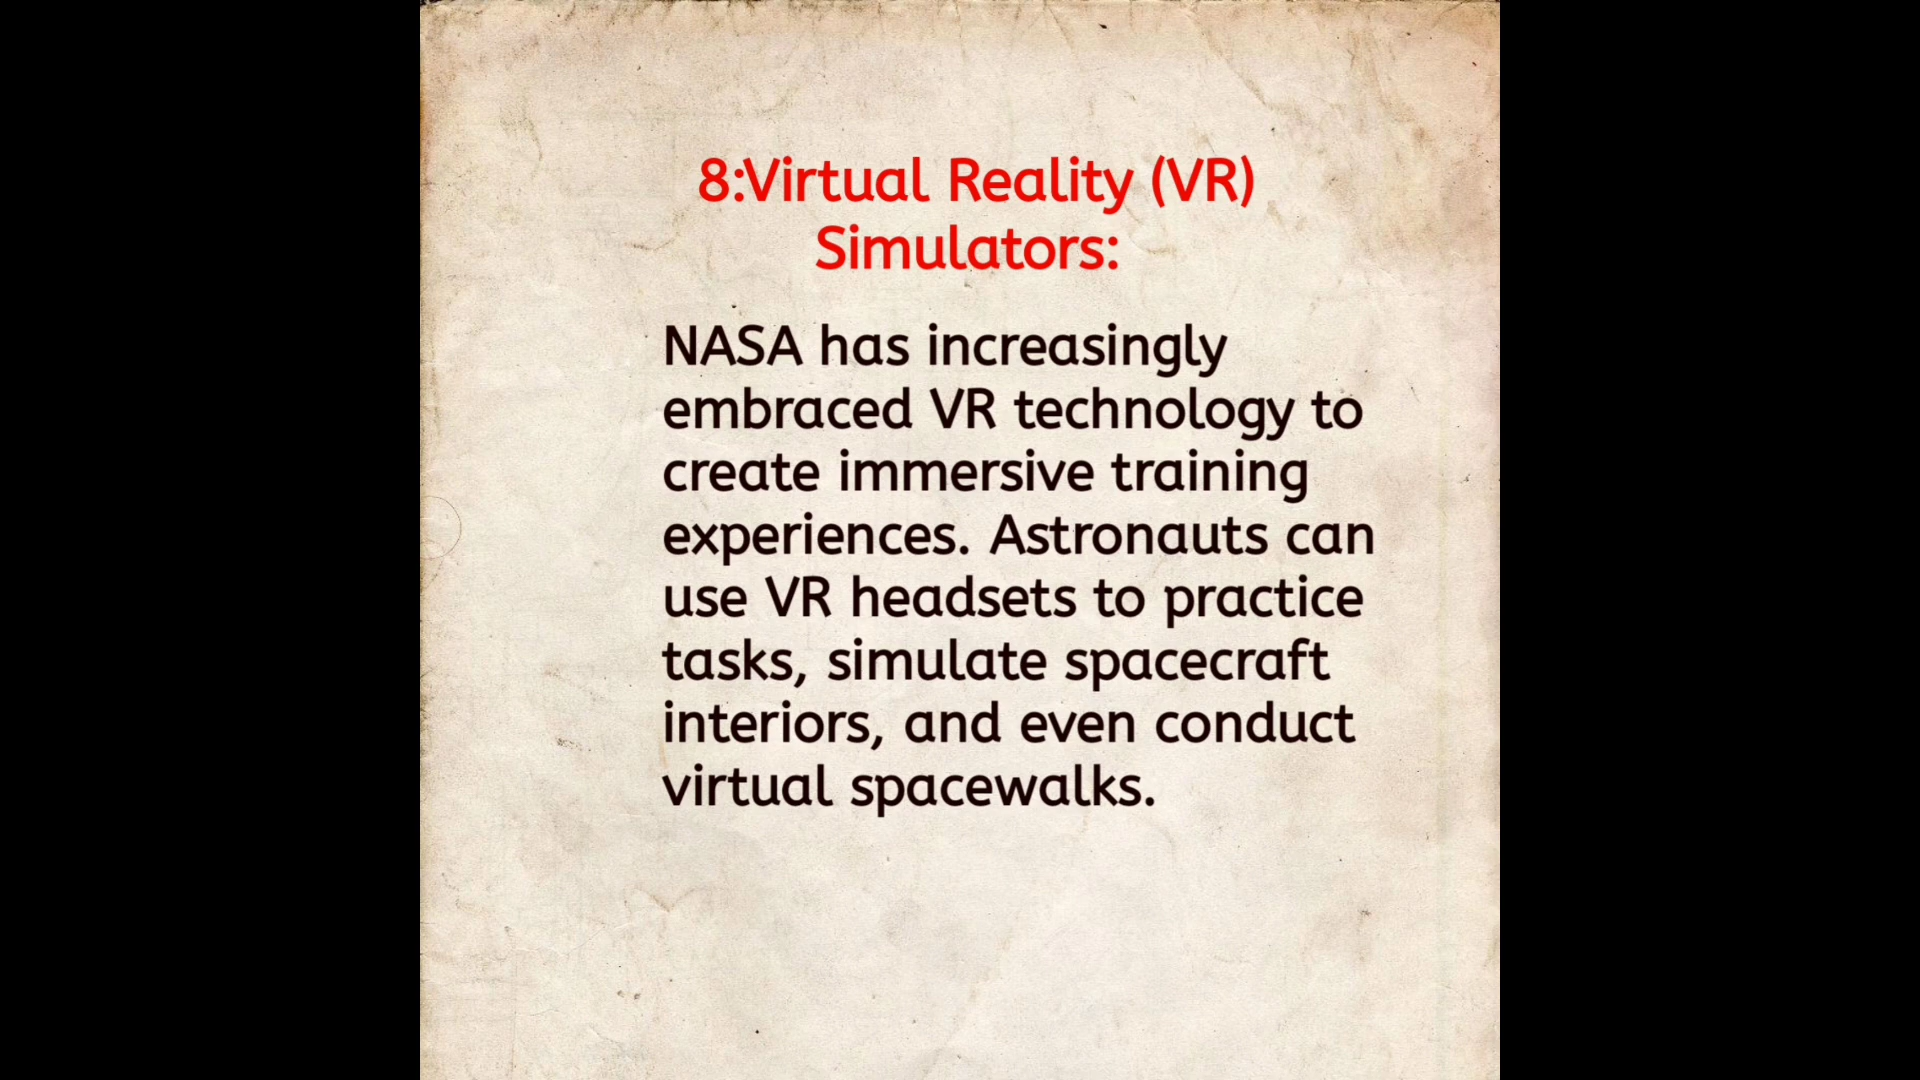 8:Virtual Reality (VR)
Simulators:
NASA has increasingly
embraced VR technology to
create immersive training
experiences. Astronauts can
use VR headsets to practice
tasks, simulate spacecraft
interiors, and even conduct
virtual spacewalks.